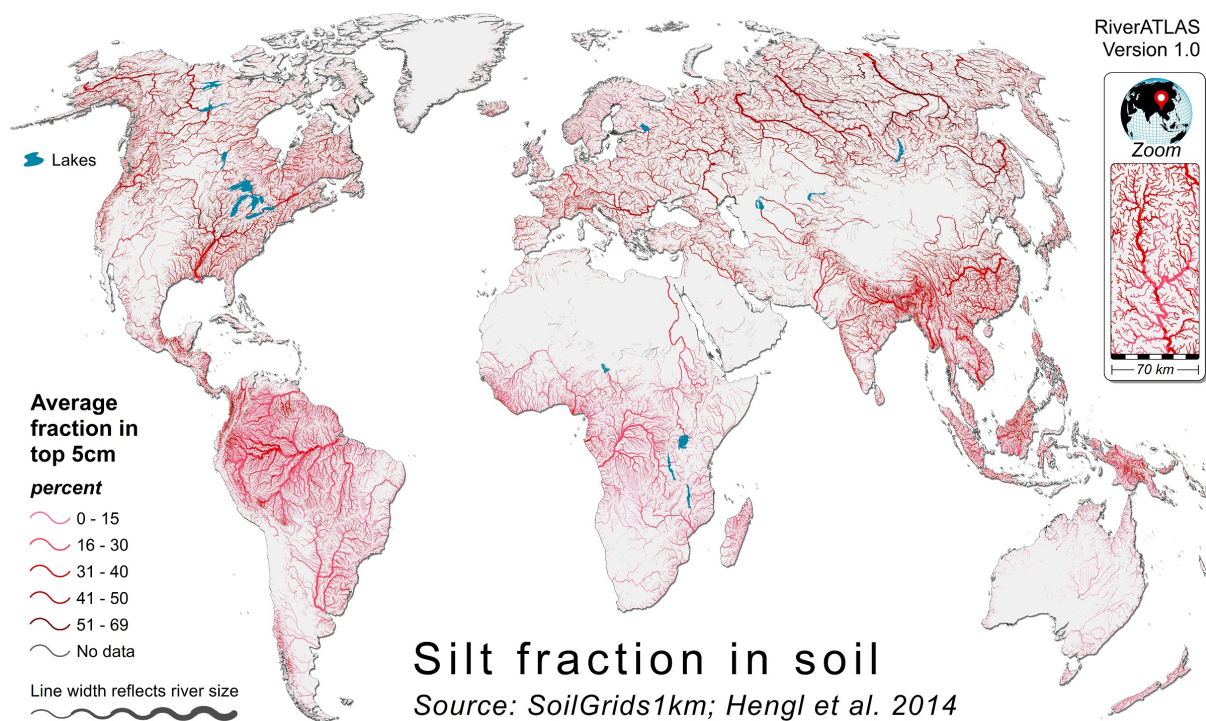 RiverATLAS
Version 1.0
Zoom
70 km
Lakes
Average
fraction in
top 5cm
percent
0 - 15
16 - 30
31 - 40
41 - 50
51 - 69
No data
Line width reflects river size
Silt fraction in soil
Source: SoilGrids1km; Hengl et al. 2014